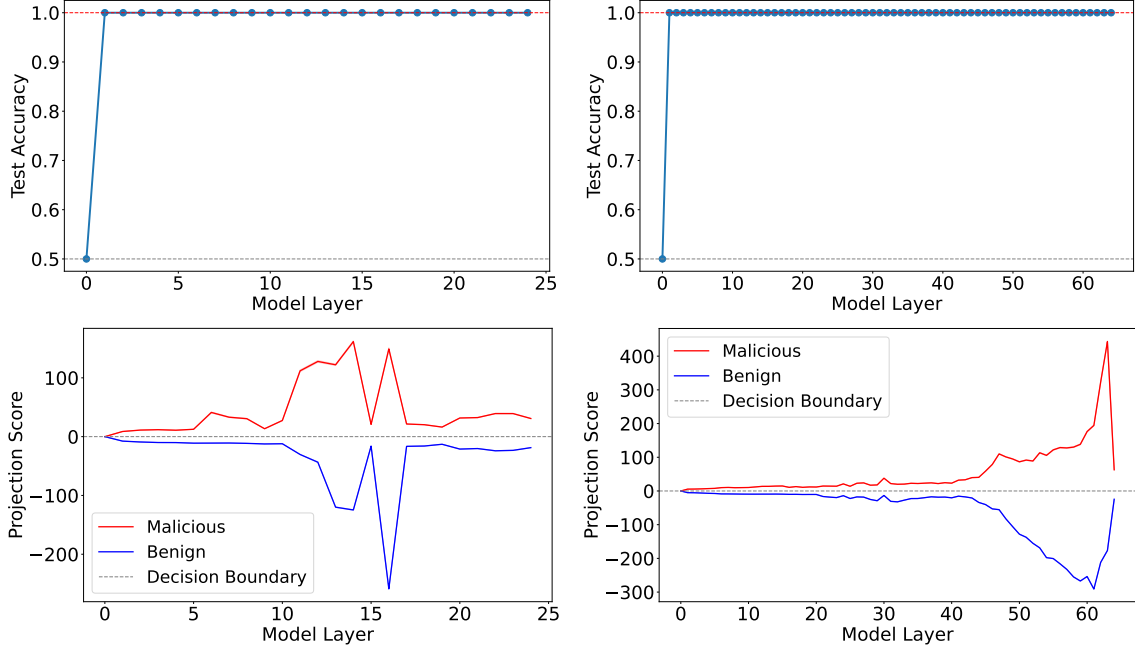 Test Accuracy
1.0
0.9
0.8
0.7
0.6
0.5
0 5 10 15 20 25
Model Layer
Test Accuracy
1.0
0.9
0.8
0.7
0.6
0.5
0 10 20 30 40 50 60
Model Layer
Projection Score
100
0
−100
−200
Malicious
Benign
Decision Boundary
0 5 10 15 20 25
Model Layer
Projection Score
400
300
200
100
0
−100
−200
−300
Malicious
Benign
Decision Boundary
0 10 20 30 40 50 60
Model Layer